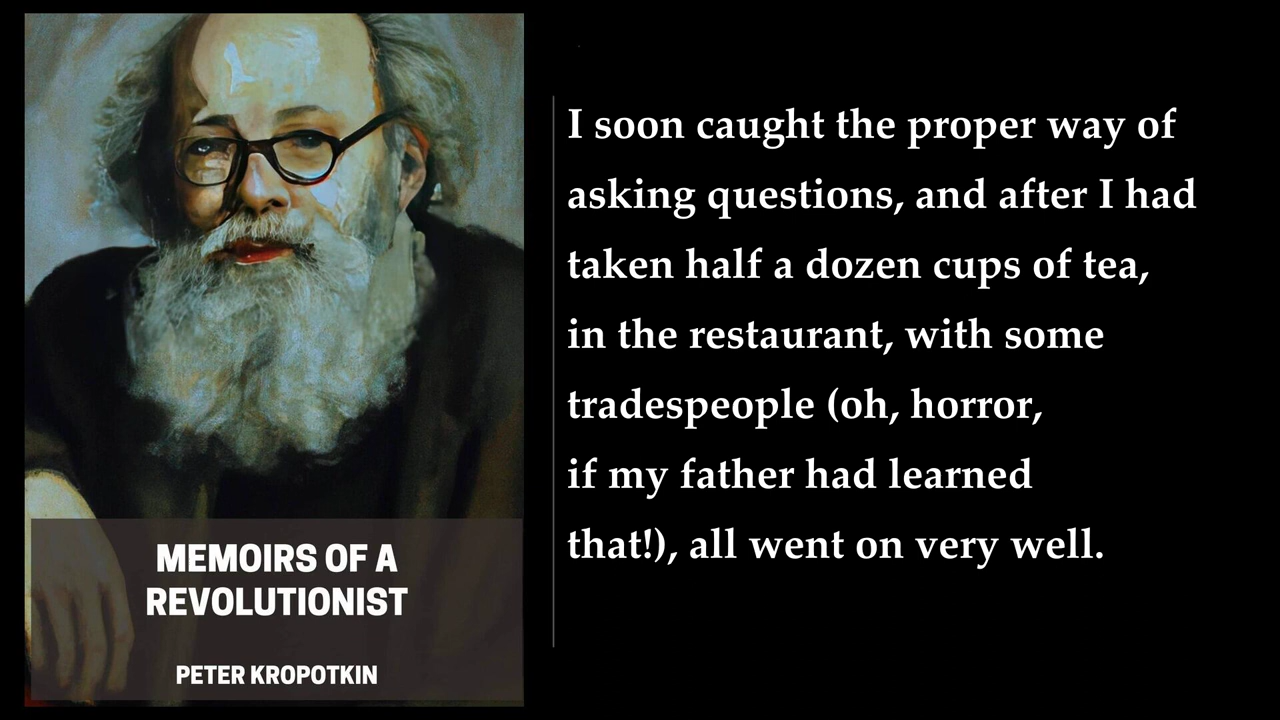 MEMOIRS OF A
REVOLUTIONIST
PETER KROPOTKIN
I soon caught the proper way of
asking questions, and after I had
taken half a dozen cups of tea,
in the restaurant, with some
tradespeople (oh, horror,
if my father had learned
that!), all went on very well.